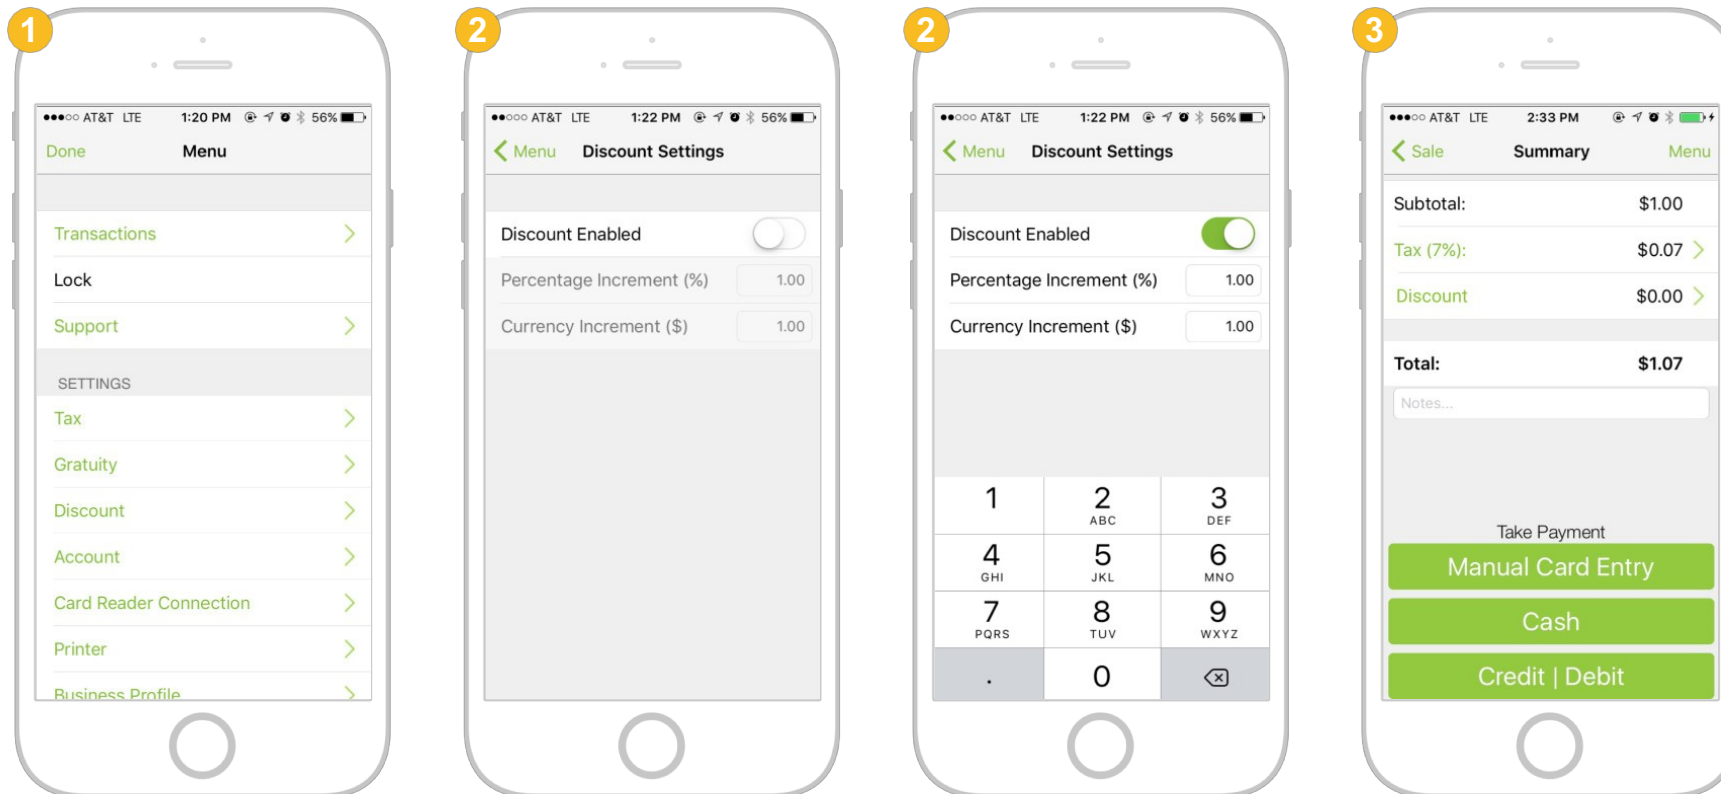 1
AT&T LTE 1:20 PM 56%
Done Menu
Transactions
Lock
Support
SETTINGS
Tax
Gratuity
Discount
Account
Card Reader Connection
Printer
Business Profile
2
AT&T LTE 1:22 PM 56%
Menu Discount Settings
Discount Enabled
Percentage Increment (%) 1.00
Currency Increment ($) 1.00
2
AT&T LTE 1:22 PM 56%
Menu Discount Settings
Discount Enabled
Percentage Increment (%) 1.00
Currency Increment ($) 1.00
1 2 3
ABC DEF
4 5 6
GHI JKL MNO
7 8 9
PQRS TUV WXYZ
. 0
3
AT&T LTE 2:33 PM
Sale Summary Menu
Subtotal: $1.00
Tax (7%): $0.07
Discount $0.00
Total: $1.07
Notes...
Take Payment
Manual Card Entry
Cash
Credit | Debit